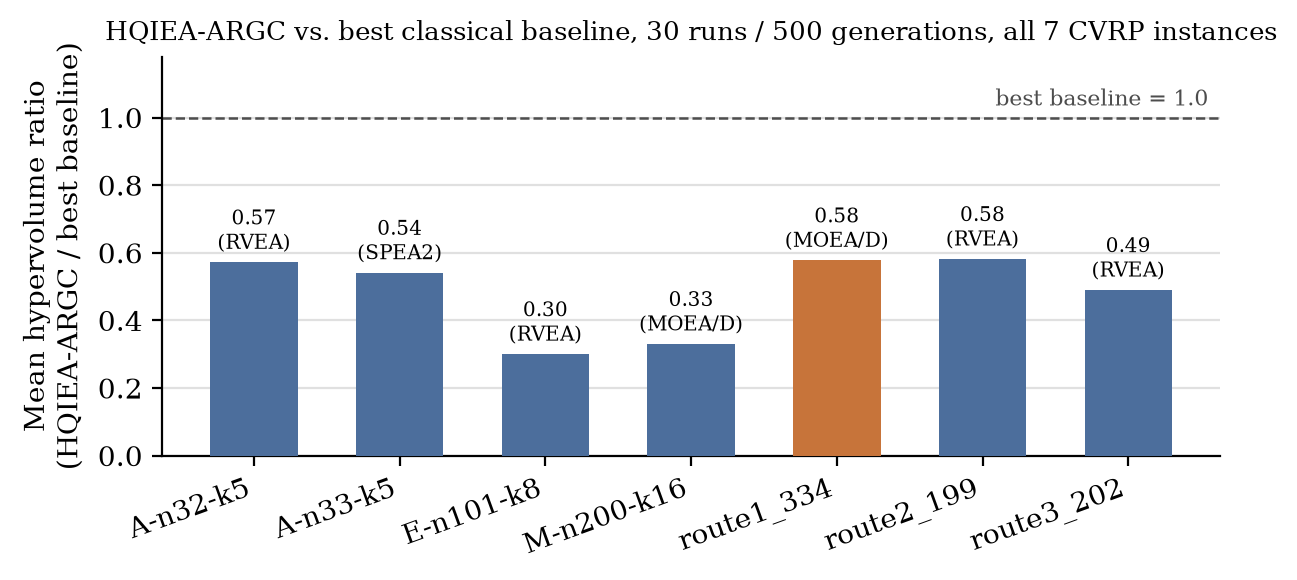 HQIEA-ARGC vs. best classical baseline, 30 runs / 500 generations, all 7 CVRP instances
Mean hypervolume ratio
(HQIEA-ARGC / best baseline)
1.0
0.8
0.6
0.4
0.2
0.0
best baseline = 1.0
0.57
(RVEA)
0.54
(SPEA2)
0.30
(RVEA)
0.33
(MOEA/D)
0.58
(MOEA/D)
0.58
(RVEA)
0.49
(RVEA)
A-n32-k5
A-n33-k5
E-n101-k8
M-n200-k16
route1_334
route2_199
route3_202